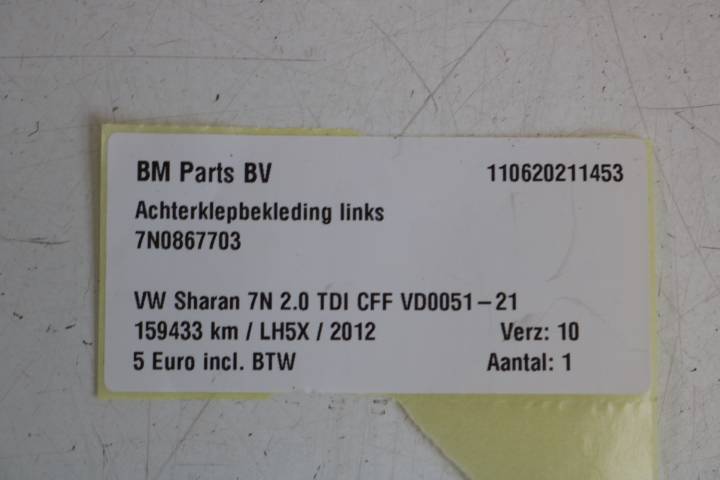 BM Parts BV 110620211453
Achterklepbekleding links
7N0867703
VW Sharan 7N 2.0 TDI CFF VD0051-21
159433 km / LH5X / 2012 Verz: 10
5 Euro incl. BTW Aantal: 1